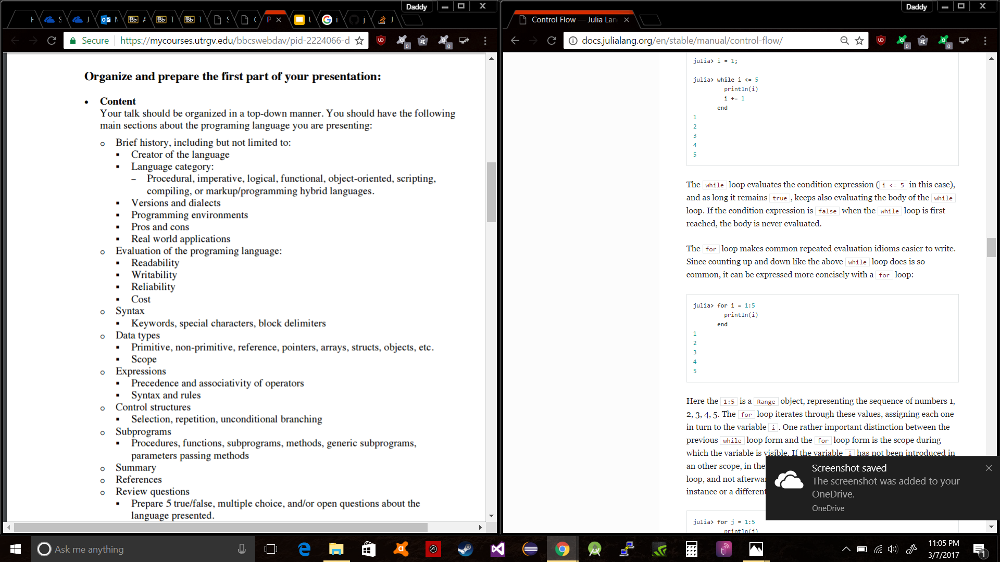 Daddy
Secure
https://mycourses.utrgv.edu/bbcswebdav/pid-2224066-d
Organize and prepare the first part of your presentation:
• Content
Your talk should be organized in a top-down manner. You should have the following
main sections about the programing language you are presenting:
o Brief history, including but not limited to:
▪ Creator of the language
▪ Language category:
– Procedural, imperative, logical, functional, object-oriented, scripting,
compiling, or markup/programming hybrid languages.
▪ Versions and dialects
▪ Programming environments
▪ Pros and cons
▪ Real world applications
o Evaluation of the programing language:
▪ Readability
▪ Writability
▪ Reliability
▪ Cost
o Syntax
▪ Keywords, special characters, block delimiters
o Data types
▪ Primitive, non-primitive, reference, pointers, arrays, structs, objects, etc.
▪ Scope
o Expressions
▪ Precedence and associativity of operators
▪ Syntax and rules
o Control structures
▪ Selection, repetition, unconditional branching
o Subprograms
▪ Procedures, functions, subprograms, methods, generic subprograms,
parameters passing methods
o Summary
o References
o Review questions
▪ Prepare 5 true/false, multiple choice, and/or open questions about the
language presented.
Daddy
Control Flow — Julia Lan
docs.julialang.org/en/stable/manual/control-flow/
julia> i = 1;
julia> while i <= 5
println(i)
i += 1
end
1
2
3
4
5
The while loop evaluates the condition expression ( i <= 5 in this case),
and as long it remains true , keeps also evaluating the body of the while
loop. If the condition expression is false when the while loop is first
reached, the body is never evaluated.
The for loop makes common repeated evaluation idioms easier to write.
Since counting up and down like the above while loop does is so
common, it can be expressed more concisely with a for loop:
julia> for i = 1:5
println(i)
end
1
2
3
4
5
Here the 1:5 is a Range object, representing the sequence of numbers 1,
2, 3, 4, 5. The for loop iterates through these values, assigning each one
in turn to the variable i . One rather important distinction between the
previous while loop form and the for loop form is the scope during
which the variable is visible. If the variable i has not been introduced in
an other scope, in the
loop, and not afterwa
instance or a different
julia> for j = 1:5
println(j)
Screenshot saved
The screenshot was added to your
OneDrive.
OneDrive
Ask me anything
11:05 PM
3/7/2017
1